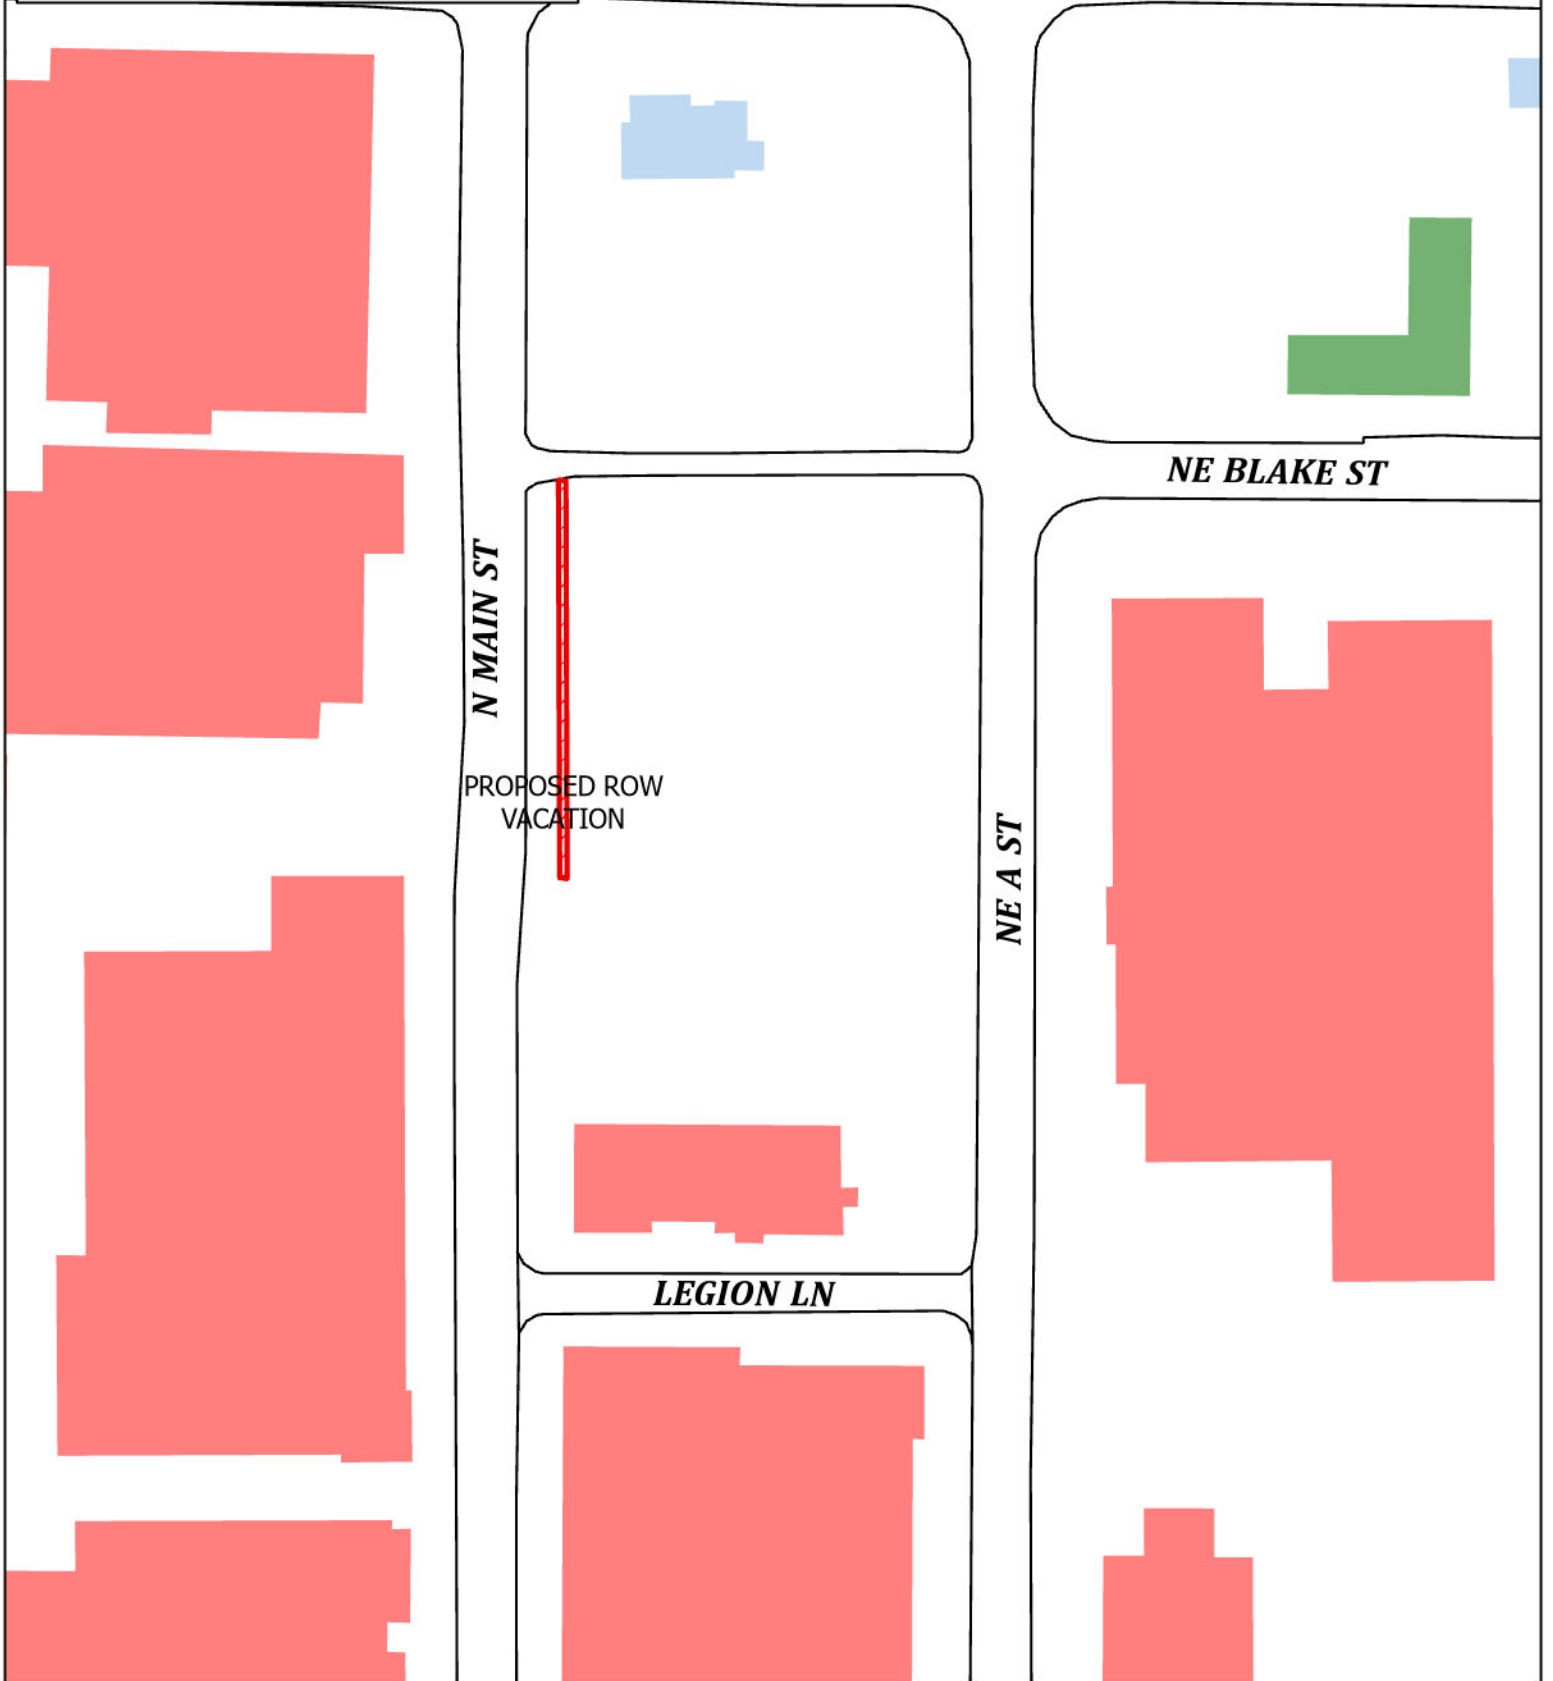 NE BLAKE ST
N MAIN ST
PROPOSED ROW
VACATION
NE A ST
LEGION LN